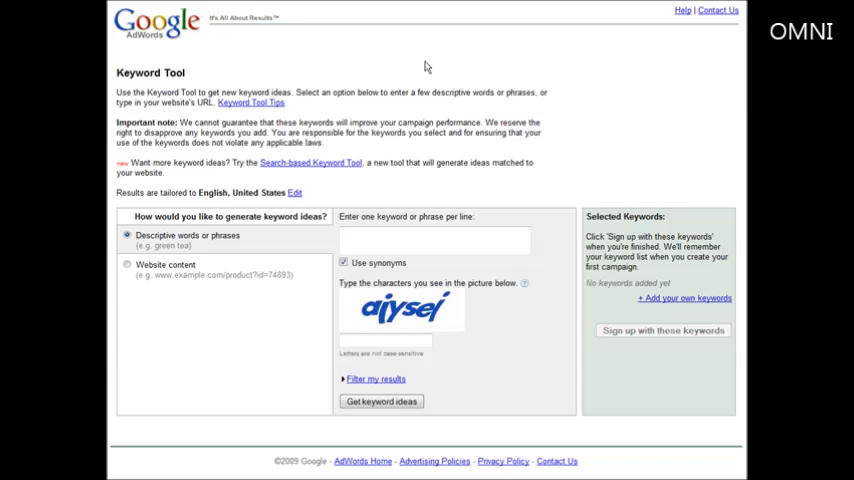 Help | Contact Us
OMNI
Google
AdWords
It's All About Results™
Keyword Tool
Use the Keyword Tool to get new keyword ideas. Select an option below to enter a few descriptive words or phrases, or
type in your website's URL. Keyword Tool Tips
Important note: We cannot guarantee that these keywords will improve your campaign performance. We reserve the
right to disapprove any keywords you add. You are responsible for the keywords you select and for ensuring that your
use of the keywords does not violate any applicable laws.
new Want more keyword ideas? Try the Search-based Keyword Tool, a new tool that will generate ideas matched to
your website.
Results are tailored to English, United States Edit
How would you like to generate keyword ideas?
Descriptive words or phrases
(e.g. green tea)
Website content
(e.g. www.example.com/product?id=74893)
Enter one keyword or phrase per line:
Use synonyms
Type the characters you see in the picture below. ?
Letters are not case-sensitive
Filter my results
Get keyword ideas
Selected Keywords:
Click 'Sign up with these keywords'
when you're finished. We'll remember
your keyword list when you create your
first campaign.
No keywords added yet
+ Add your own keywords
Sign up with these keywords
©2009 Google - AdWords Home - Advertising Policies - Privacy Policy - Contact Us